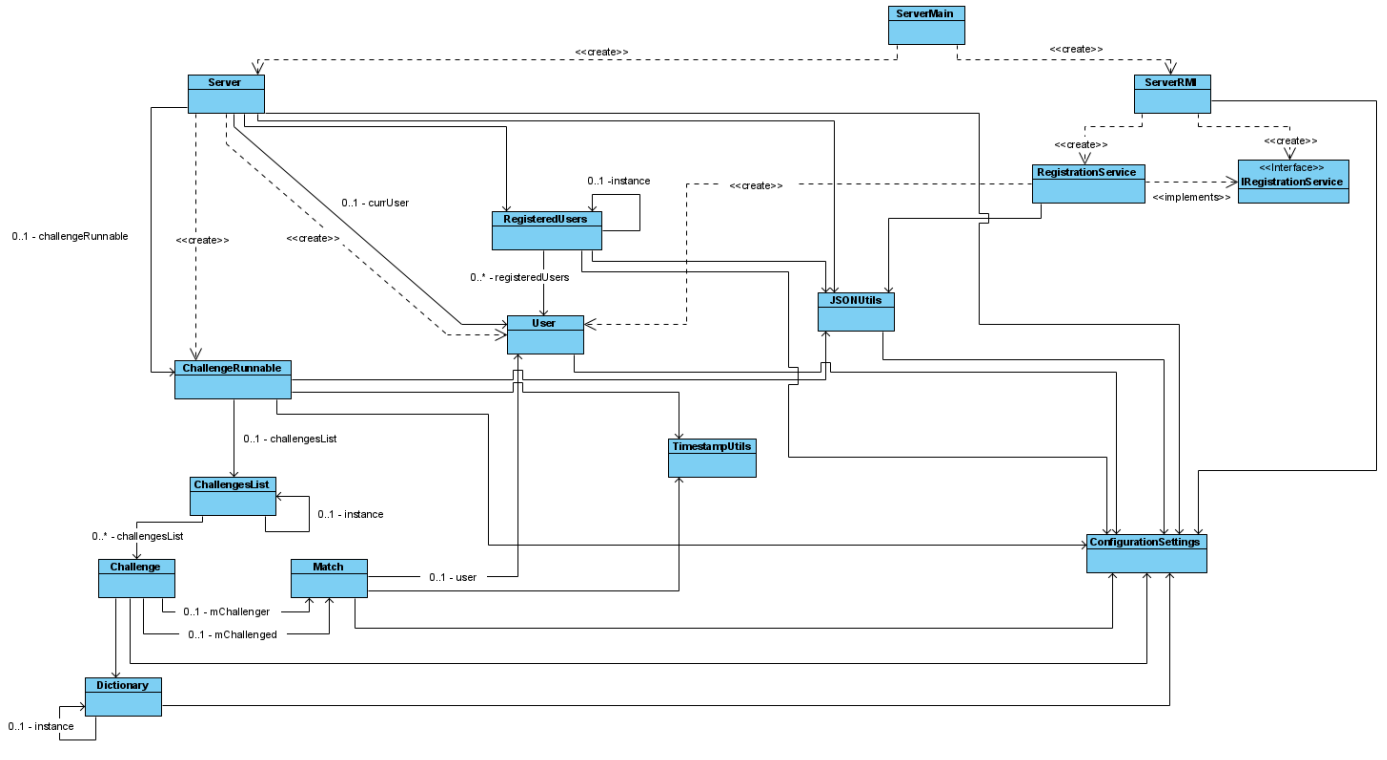 ServerMain
<<create>>
<<create>>
Server
ServerRMI
<<create>>
<<create>>
<<Interface>>
IRegistrationService
RegistrationService
<<implements>>
<<create>>
0..1 -instance
0..1 - currUser
RegisteredUsers
0..1 - challengeRunnable
<<create>>
<<create>>
0..* - registeredUsers
JSONUtils
User
ChallengeRunnable
0..1 - challengesList
TimestampUtils
ChallengesList
0..1 - instance
0..* - challengesList
ConfigurationSettings
Challenge
Match
0..1 - user
0..1 - mChallenger
0..1 - mChallenged
Dictionary
0..1 - instance